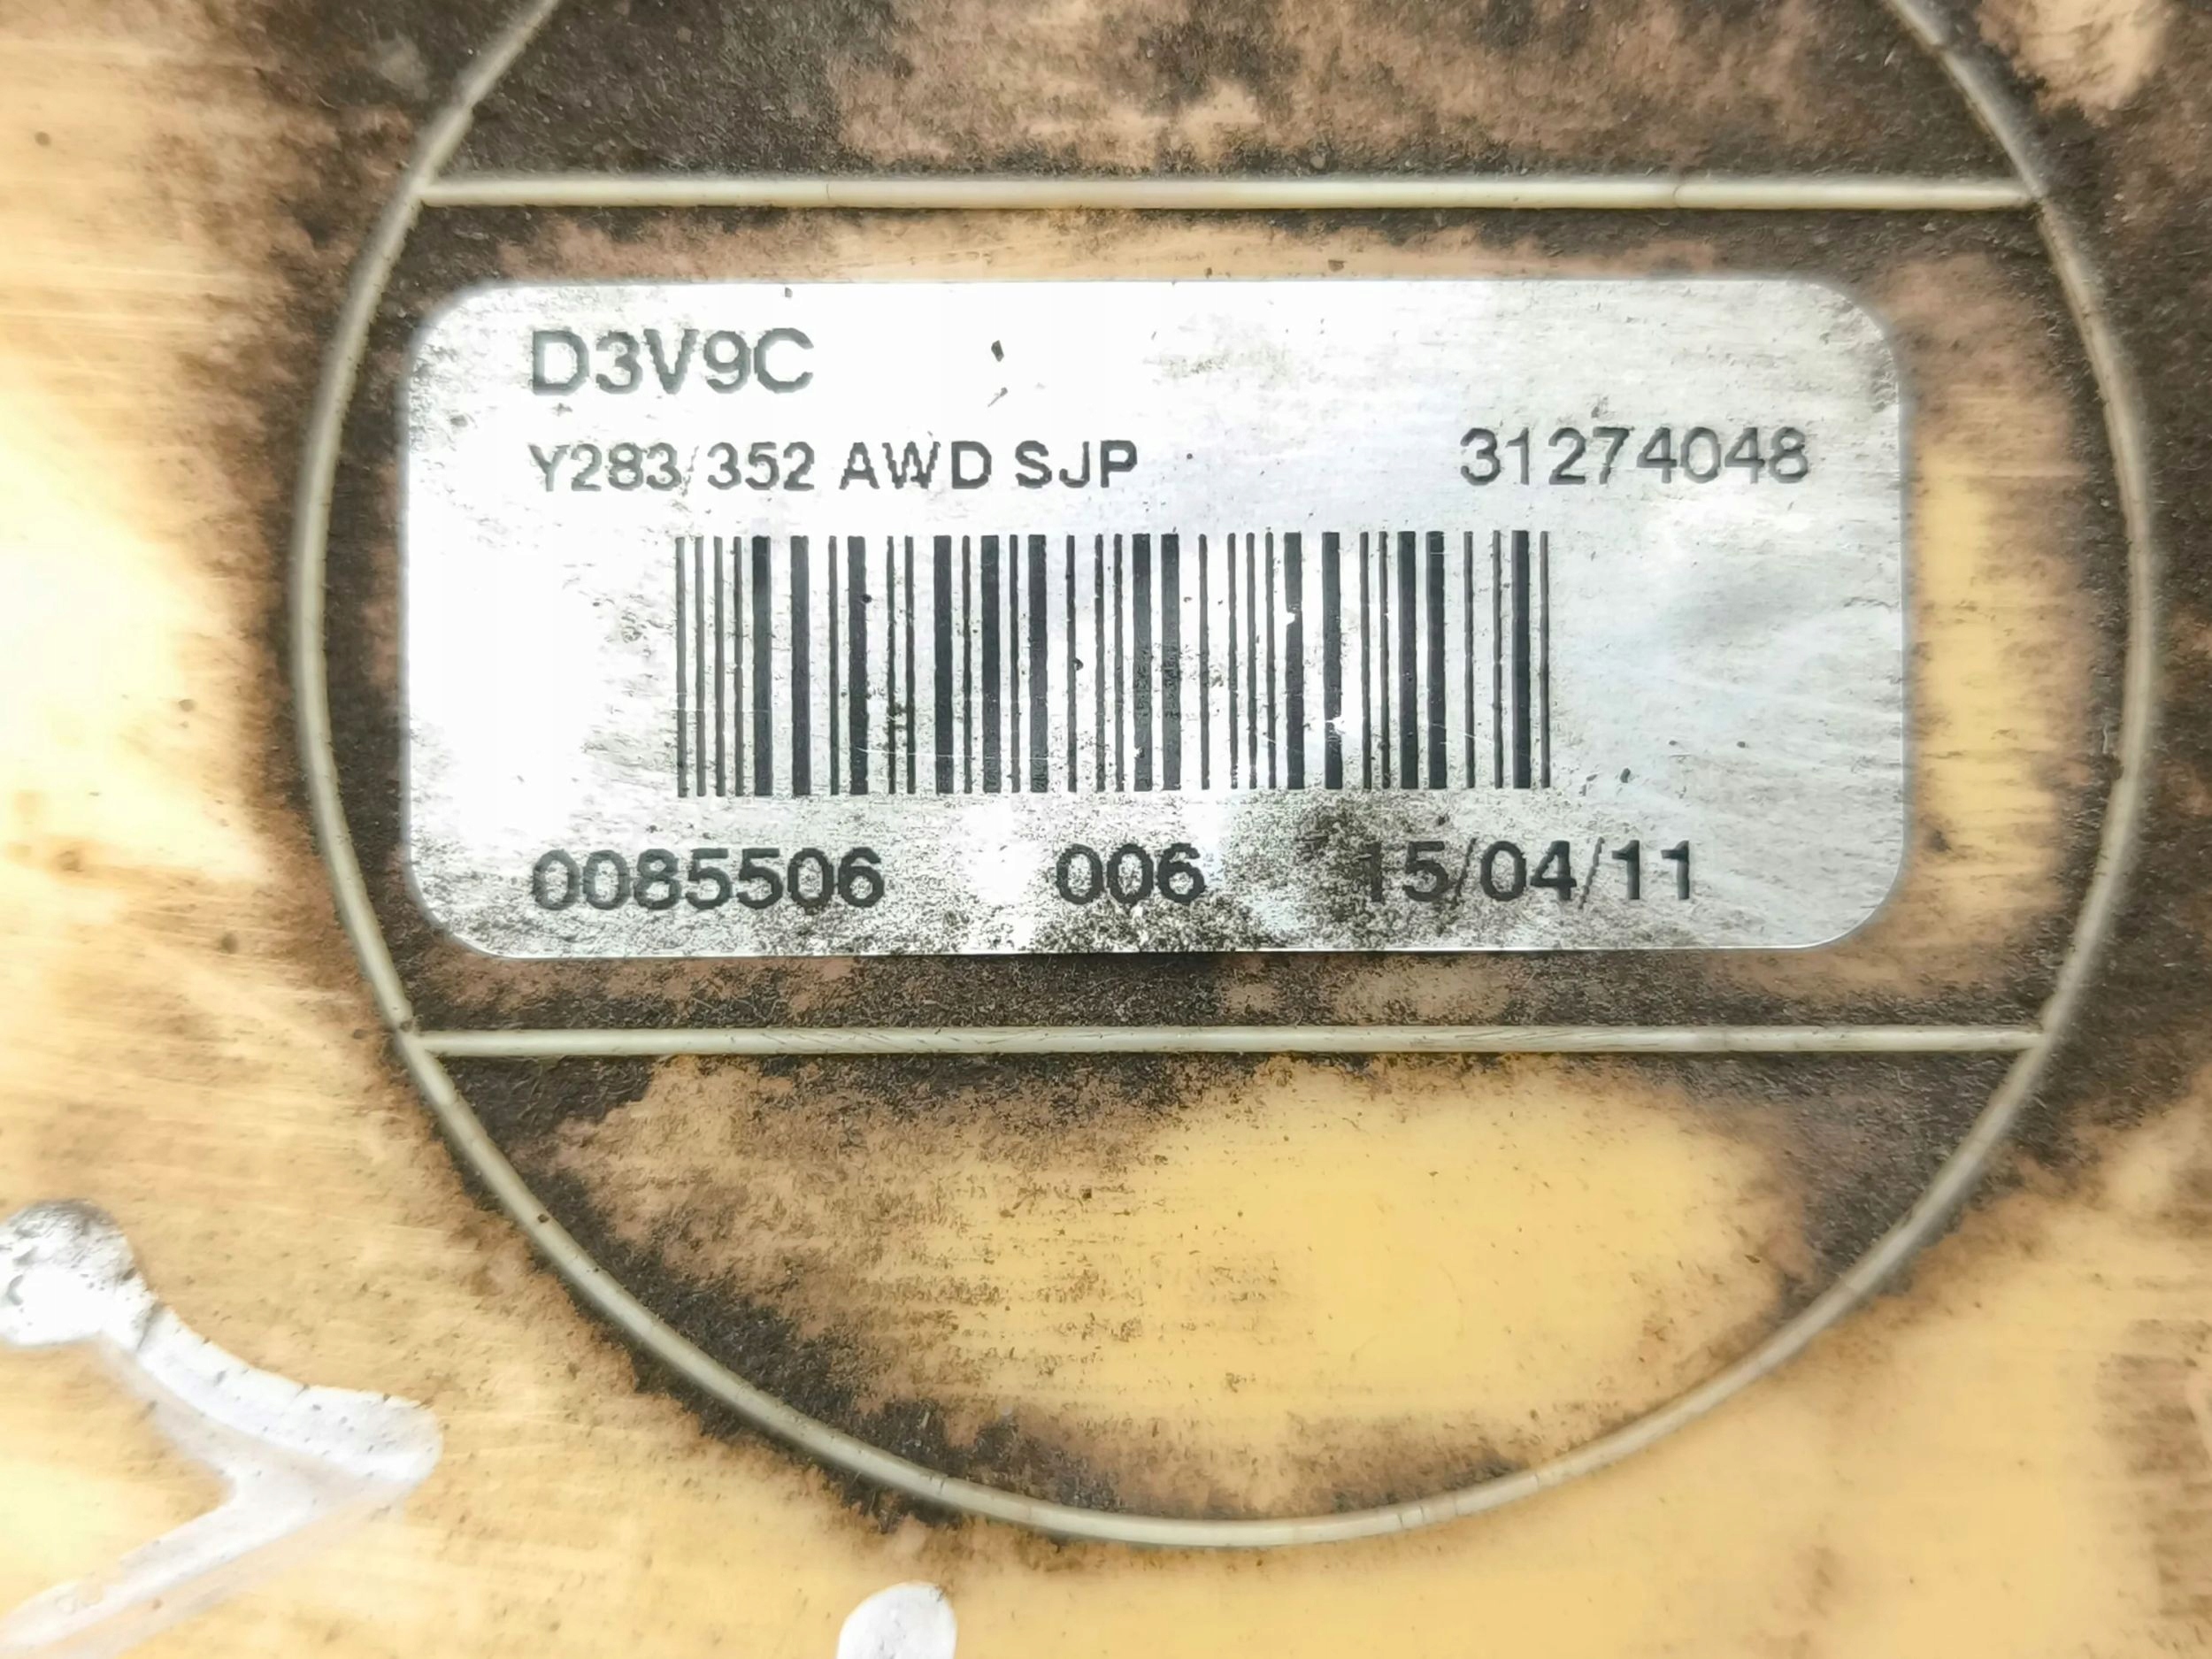 D3V9C
Y283/352 AWD SJP 31274048
0085506 006 15/04/11